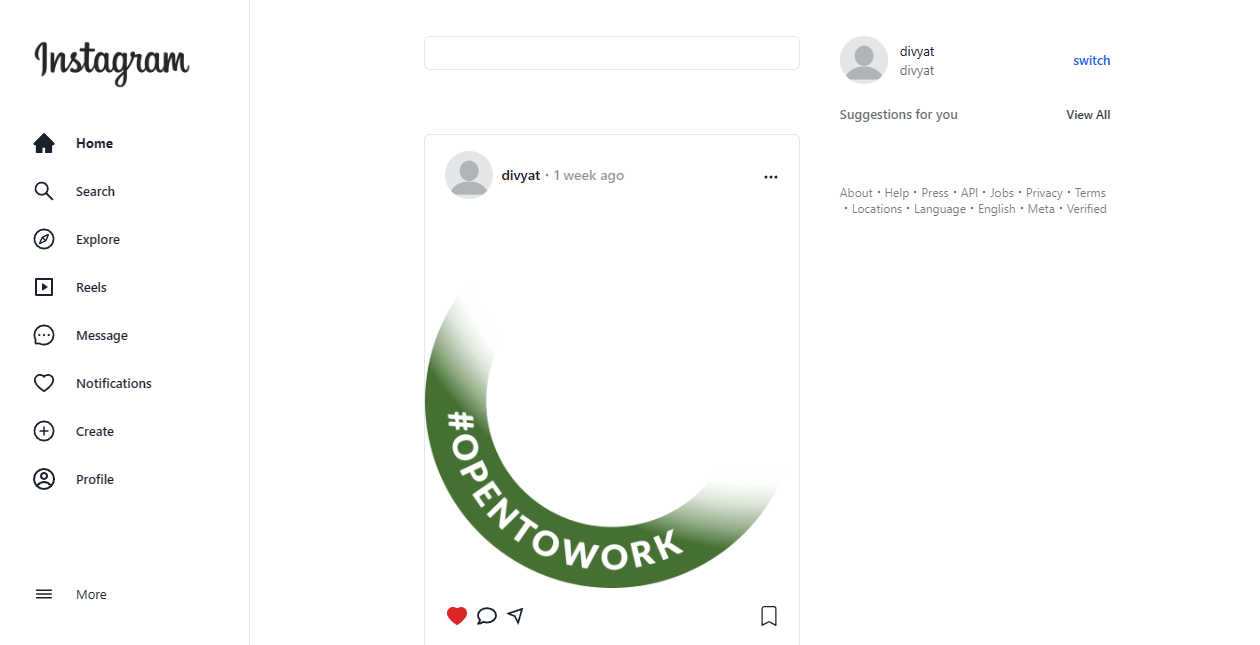 Instagram
Home
Search
Explore
Reels
Message
Notifications
Create
Profile
More
divyat • 1 week ago
#OPENTOWORK
divyat
divyat
switch
Suggestions for you
View All
About • Help • Press • API • Jobs • Privacy • Terms
• Locations • Language • English • Meta • Verified